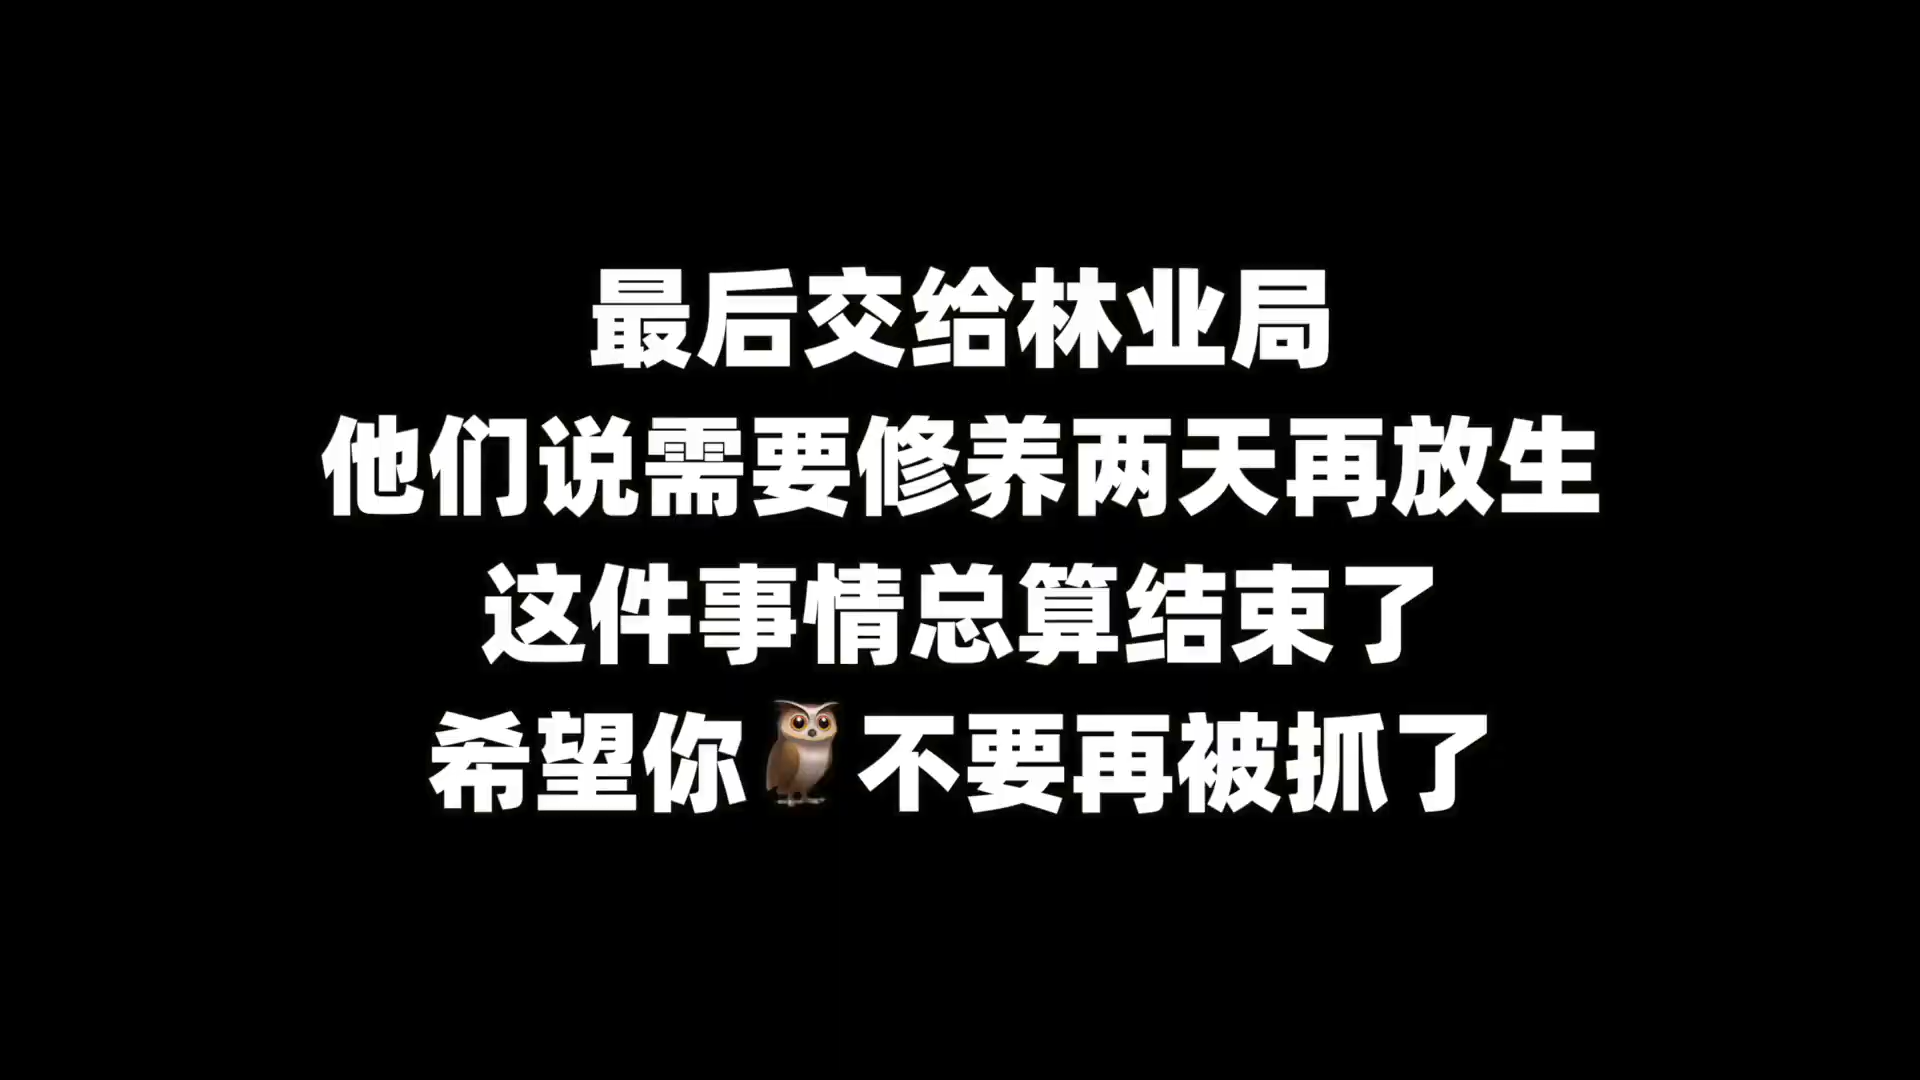 最后交给林业局
他们说需要修养两天再放生
这件事情总算结束了
希望你🦉不要再被抓了